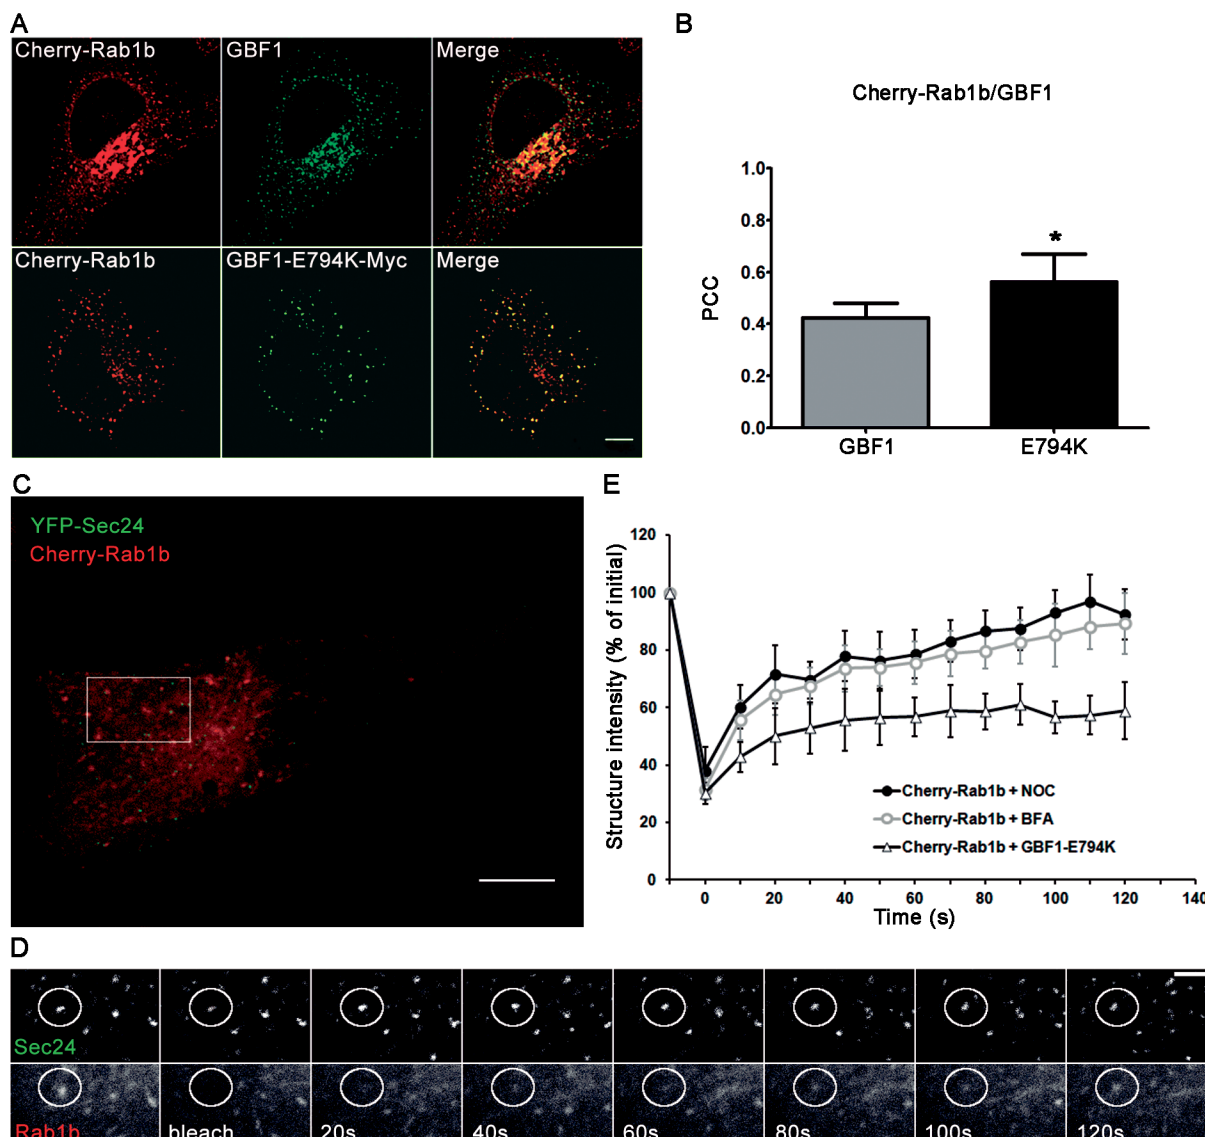 A
Cherry-Rab1b GBF1 Merge
Cherry-Rab1b GBF1-E794K-Myc Merge
B
Cherry-Rab1b/GBF1
PCC
1.0
0.8
0.6
0.4
0.2
0.0
*
GBF1 E794K
C
YFP-Sec24
Cherry-Rab1b
E
Structure intensity (% of initial)
120
100
80
60
40
20
0
Cherry-Rab1b + NOC
Cherry-Rab1b + BFA
Cherry-Rab1b + GBF1-E794K
0 20 40 60 80 100 120 140
Time (s)
D
Sec24
Rab1b bleach 20s 40s 60s 80s 100s 120s